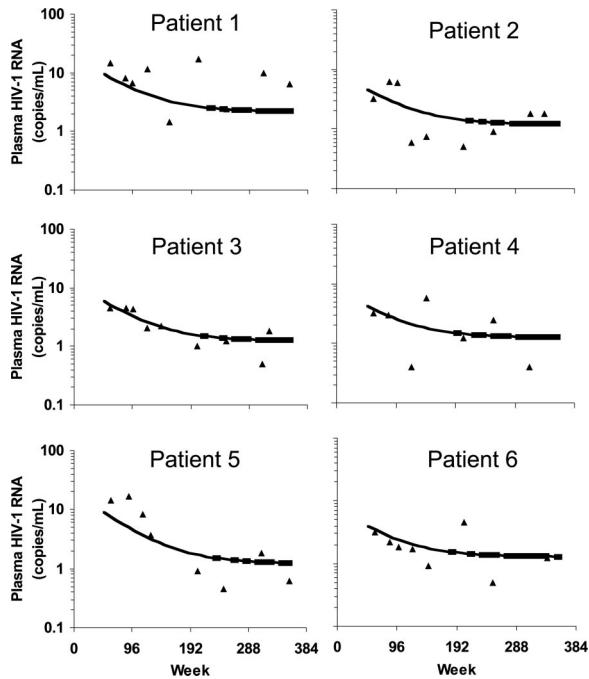 Patient 1
Patient 2
Plasma HIV-1 RNA
(copies/mL)
100
10
1
0.1
Patient 3
Patient 4
Plasma HIV-1 RNA
(copies/mL)
100
10
1
0.1
Patient 5
Patient 6
Plasma HIV-1 RNA
(copies/mL)
100
10
1
0.1
0 96 192 288 384
0 96 192 288 384
Week
Week